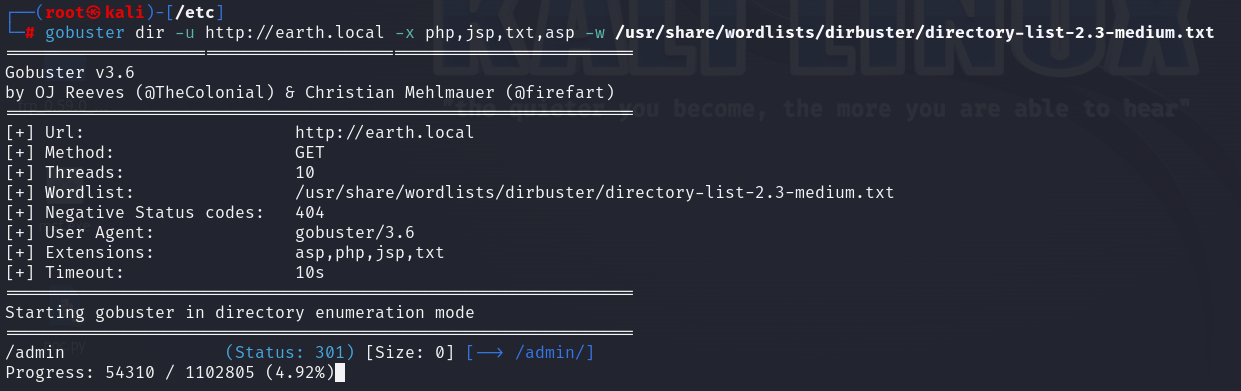 ┌──(root㉿kali)-[/etc]
└─# gobuster dir -u http://earth.local -x php,jsp,txt,asp -w /usr/share/wordlists/dirbuster/directory-list-2.3-medium.txt
===============================================================
Gobuster v3.6
by OJ Reeves (@TheColonial) & Christian Mehlmauer (@firefart)
===============================================================
[+] Url:                     http://earth.local
[+] Method:                  GET
[+] Threads:                 10
[+] Wordlist:                /usr/share/wordlists/dirbuster/directory-list-2.3-medium.txt
[+] Negative Status codes:   404
[+] User Agent:              gobuster/3.6
[+] Extensions:              asp,php,jsp,txt
[+] Timeout:                 10s
===============================================================
Starting gobuster in directory enumeration mode
===============================================================
/admin                (Status: 301) [Size: 0] [--> /admin/]
Progress: 54310 / 1102805 (4.92%)
KALI LINUX
"the quieter you become, the more you are able to hear"